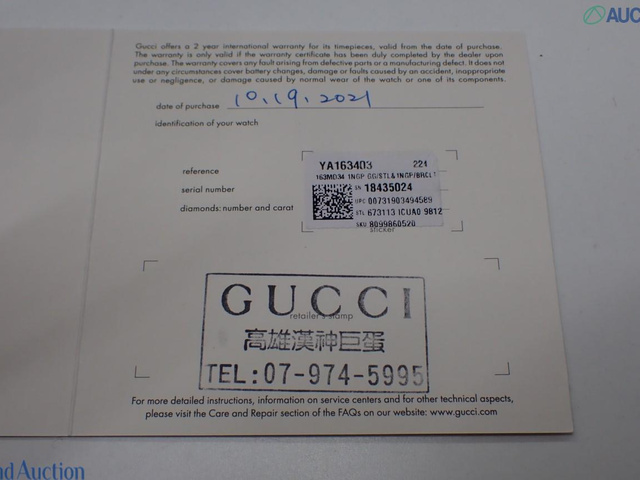 AUC
Gucci offers a 2 year international warranty for its timepieces, valid from the date of purchase.
The warranty is only valid if the warranty certificate has been duly completed by the dealer upon
purchase. The warranty covers any fault arising from defective parts or a manufacturing defect. It does not
under any circumstances cover battery changes, damage or faults caused by an accident, inappropriate
use or negligence, or damage caused by normal wear of the watch or one of its components.
date of purchase 10.19.2021
identification of your watch
YA163403 221
163MD34 1NGP GG/STL&1NGP/BRCLT
reference
serial number
SN 18435024
UPC 00731903494589
diamonds: number and carat
STL 673113 ICUA0 9812
SKU 8099860520
sticker
GUCCI
retailer's stamp
高雄漢神巨蛋
TEL:07-974-5995
For more detailed instructions, information on service centers and for other technical aspects,
please visit the Care and Repair section of the FAQs on our website: www.gucci.com
nd Auction